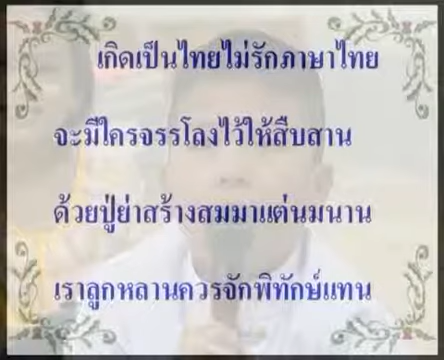 เกิดเป็นไทยไม่รักภาษาไทย
จะมีใครจรรโลงไว้ให้สืบสาน
ด้วยปู่ย่าสร้างสมมาแต่นมนาน
เราลูกหลานควรจักพิทักษ์แทน